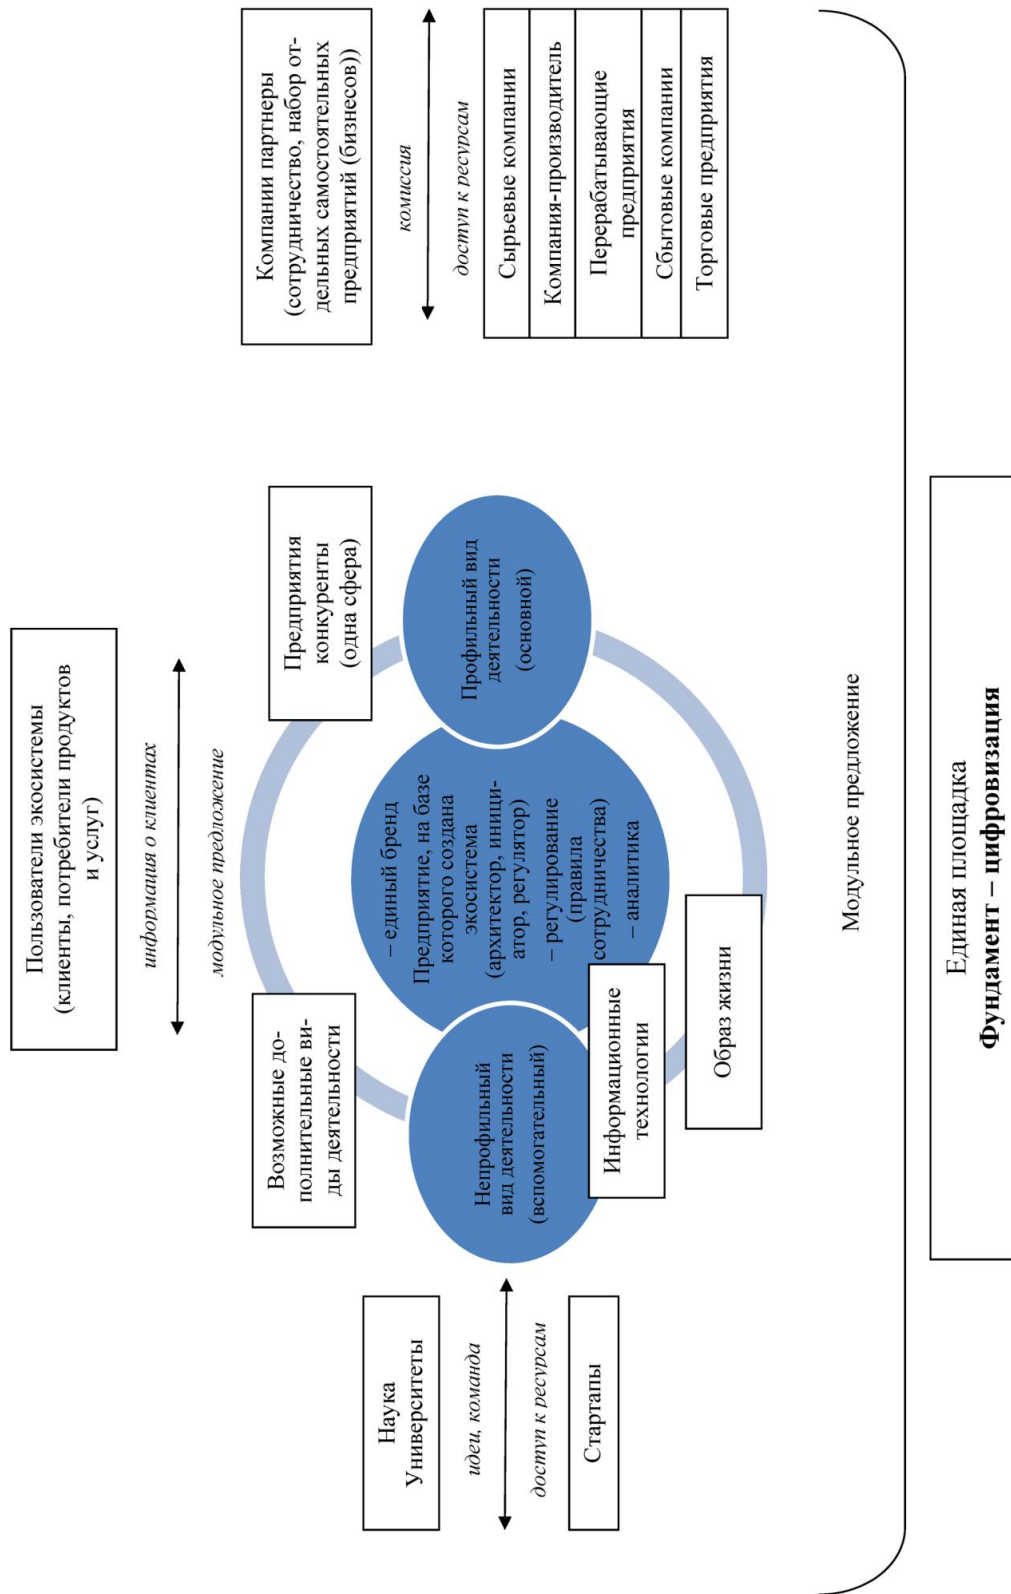 Пользователи экосистемы
(клиенты, потребители продуктов
и услуг)
информация о клиентах
модульное предложение
Наука
Университеты
идеи, команда
доступ к ресурсам
Стартапы
Возможные до-
полнительные ви-
ды деятельности
Непрофильный
вид деятельности
(вспомогательный)
Информационные
технологии
Образ жизни
– единый бренд
Предприятие, на базе
которого создана
экосистема
(архитектор, иници-
атор, регулятор)
– регулирование
(правила
сотрудничества)
– аналитика
Предприятия
конкуренты
(одна сфера)
Профильный вид
деятельности
(основной)
Компании партнеры
(сотрудничество, набор от-
дельных самостоятельных
предприятий (бизнесов))
комиссия
доступ к ресурсам
Сырьевые компании
Компания-производитель
Перерабатывающие
предприятия
Сбытовые компании
Торговые предприятия
Модульное предложение
Единая площадка
Фундамент – цифровизация